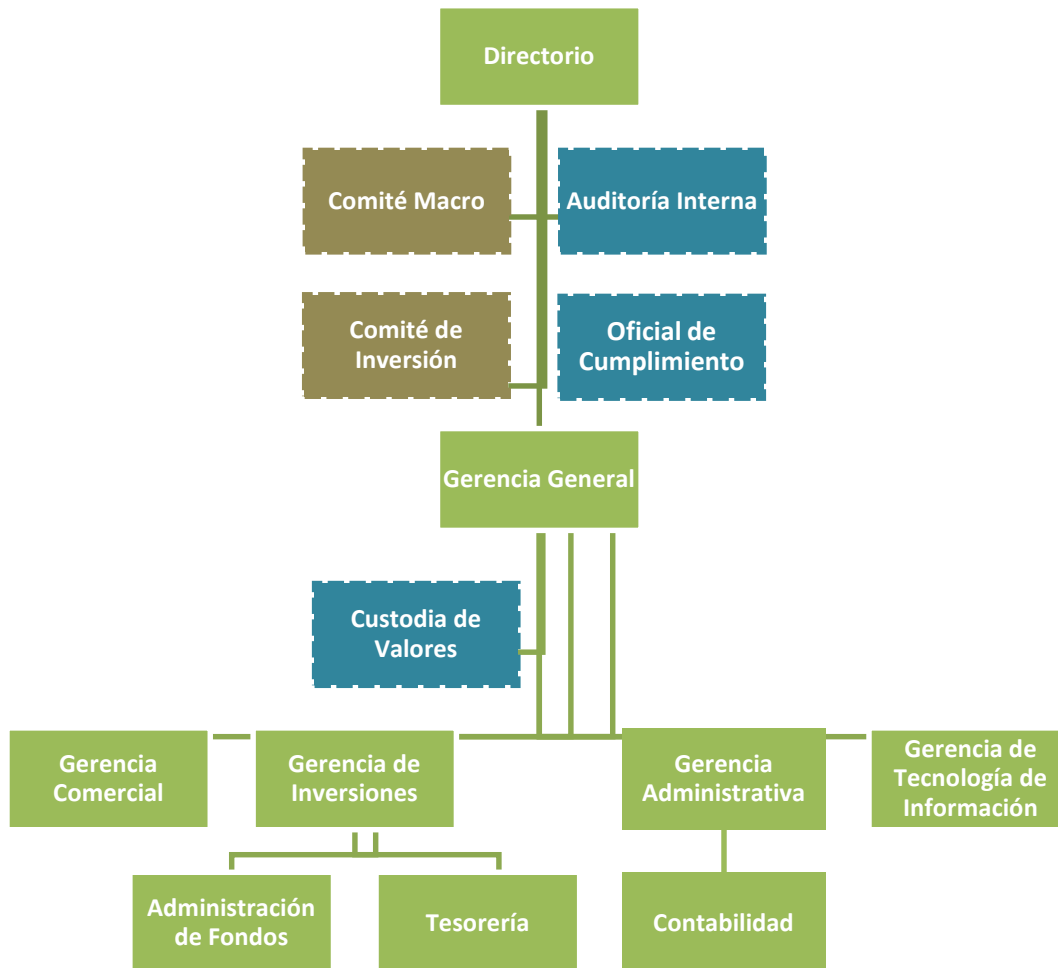 Directorio
Comité Macro
Auditoría Interna
Comité de
Inversión
Oficial de
Cumplimiento
Gerencia General
Custodia de
Valores
Gerencia
Comercial
Gerencia de
Inversiones
Gerencia
Administrativa
Gerencia de
Tecnología de
Información
Administración
de Fondos
Tesorería
Contabilidad